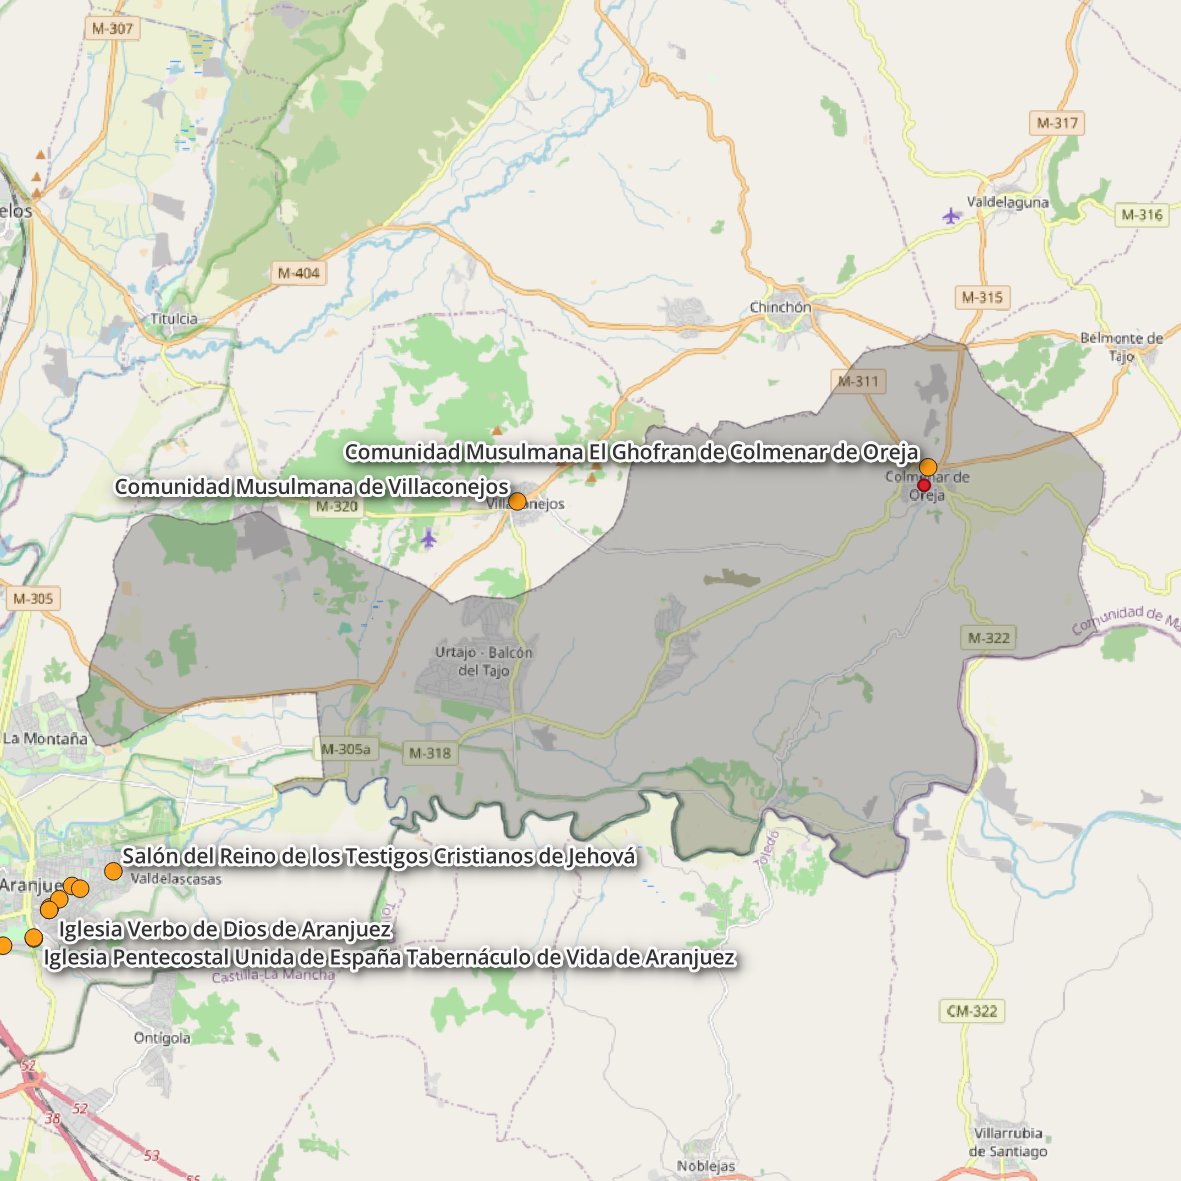 M-307
M-317
Valdelaguna
M-316
elos
M-404
M-315
Chinchón
Titulcia
Belmonte de
Tajo
M-311
Comunidad Musulmana El Ghofran de Colmenar de Oreja
Colmenar de
Oreja
Comunidad Musulmana de Villaconejos
Villaconejos
M-320
M-305
Comunidad de Ma
M-322
Urtajo - Balcón
del Tajo
La Montaña
M-305a
M-318
Toledo
Salón del Reino de los Testigos Cristianos de Jehová
Valdelascasas
Aranjue
Iglesia Verbo de Dios de Aranjuez
Iglesia Pentecostal Unida de España Tabernáculo de Vida de Aranjuez
Castilla-La Mancha
CM-322
Ontígola
52
52
38
53
55
Villarrubia
de Santiago
Noblejas